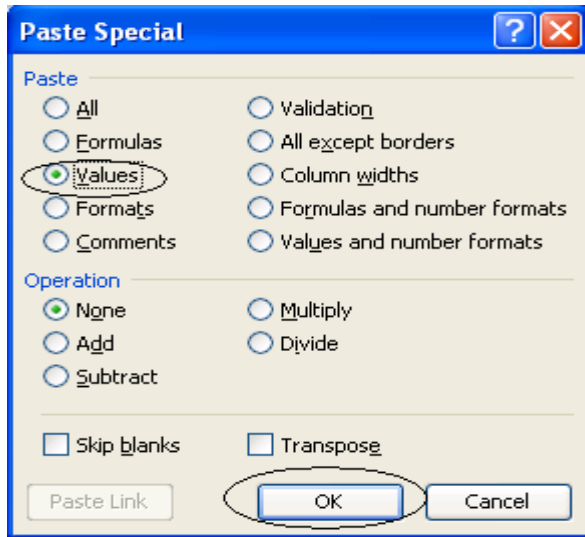 Paste Special
Paste
All
Validation
Formulas
All except borders
Values
Column widths
Formats
Formulas and number formats
Comments
Values and number formats
Operation
None
Multiply
Add
Divide
Subtract
Skip blanks
Transpose
Paste Link
OK
Cancel